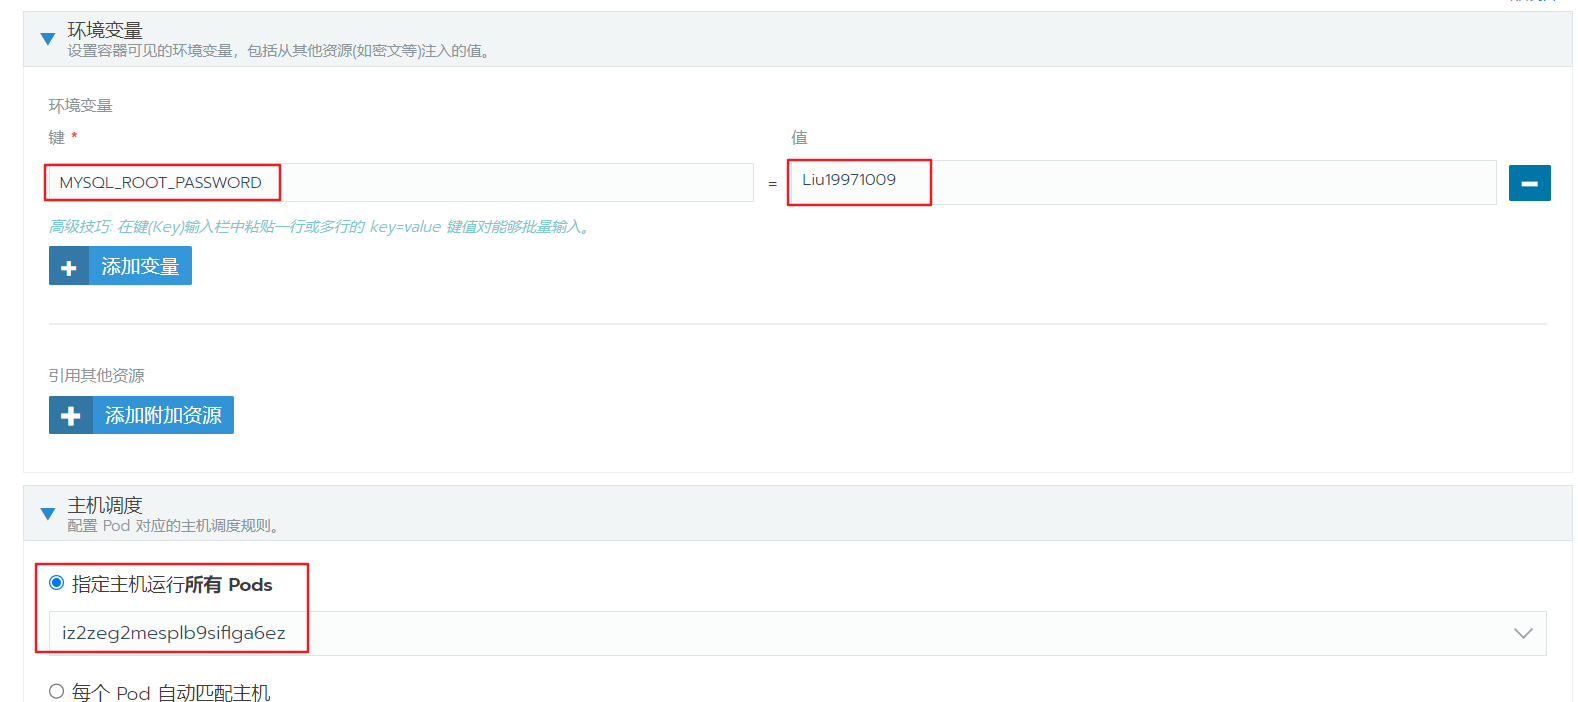 环境变量
设置容器可见的环境变量，包括从其他资源(如密文等)注入的值。
环境变量
键 *
值
MYSQL_ROOT_PASSWORD
=
Liu19971009
高级技巧: 在键(Key)输入栏中粘贴一行或多行的 key=value 键值对能够批量输入。
添加变量
引用其他资源
添加附加资源
主机调度
配置 Pod 对应的主机调度规则。
指定主机运行所有 Pods
iz2zeg2mesplb9siflga6ez
每个 Pod 自动匹配主机